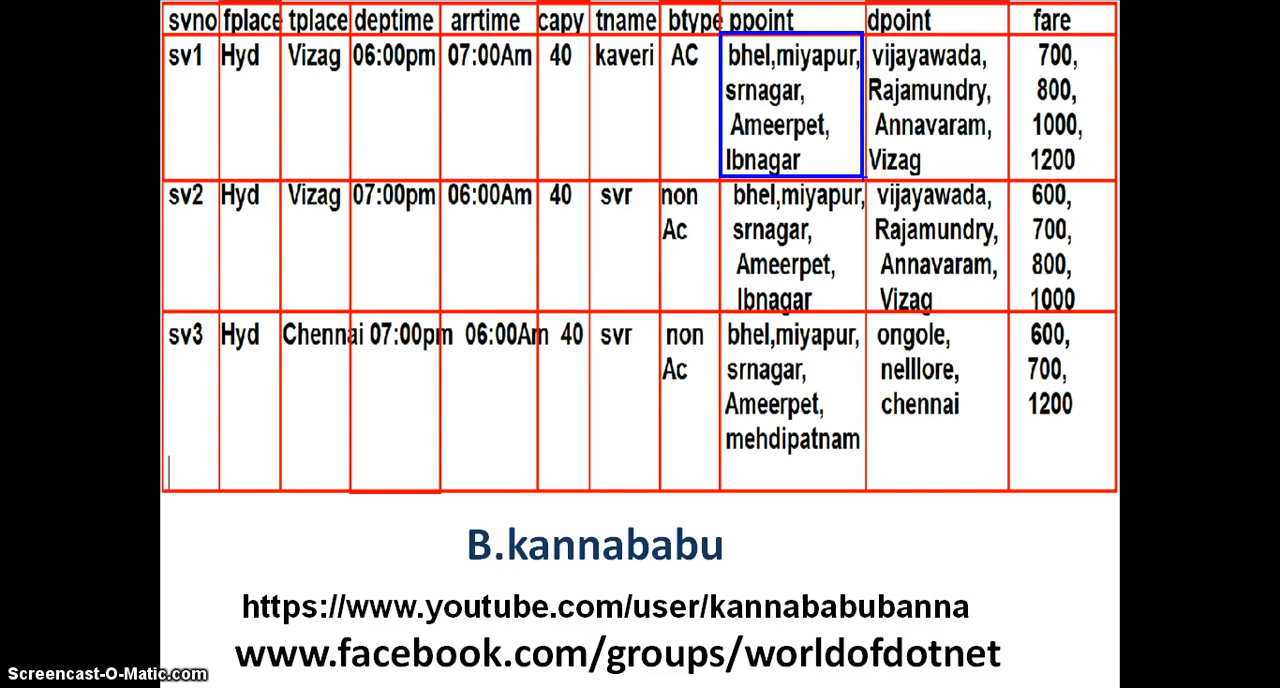 svno fplace tplace deptime arrtime capy tname btype ppoint dpoint fare
sv1 Hyd Vizag 06:00pm 07:00Am 40 kaveri AC bhel,miyapur, vijayawada, 700,
srnagar, Rajamundry, 800,
Ameerpet, Annavaram, 1000,
lbnagar Vizag 1200
sv2 Hyd Vizag 07:00pm 06:00Am 40 svr non bhel,miyapur, vijayawada, 600,
Ac srnagar, Rajamundry, 700,
Ameerpet, Annavaram, 800,
lbnagar Vizag 1000
sv3 Hyd Chennai 07:00pm 06:00Am 40 svr non bhel,miyapur, ongole, 600,
Ac srnagar, nelllore, 700,
Ameerpet, chennai 1200
mehdipatnam
B.kannababu
https://www.youtube.com/user/kannababubanna
www.facebook.com/groups/worldofdotnet
Screencast-O-Matic.com